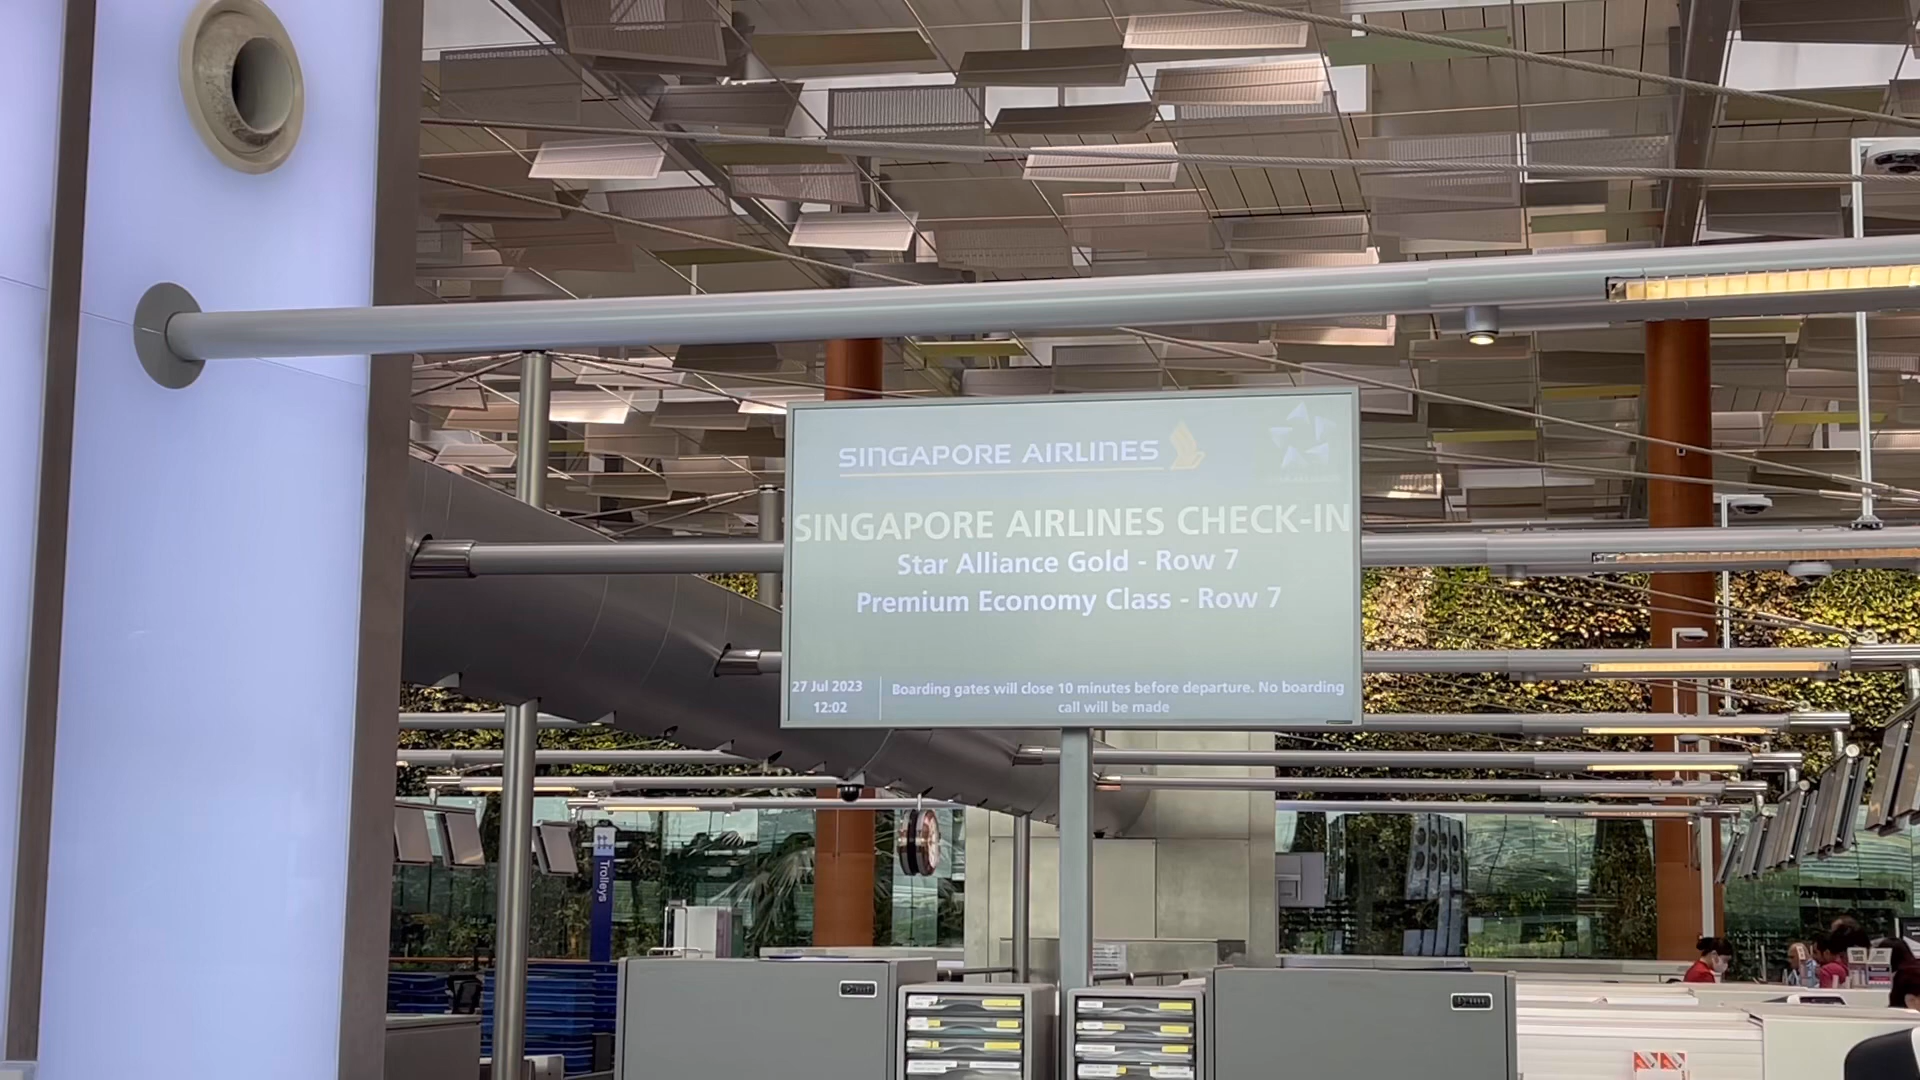 SINGAPORE AIRLINES
SINGAPORE AIRLINES CHECK-IN
Star Alliance Gold - Row 7
Premium Economy Class - Row 7
27 Jul 2023
12:02
Boarding gates will close 10 minutes before departure. No boarding
call will be made
Trolleys